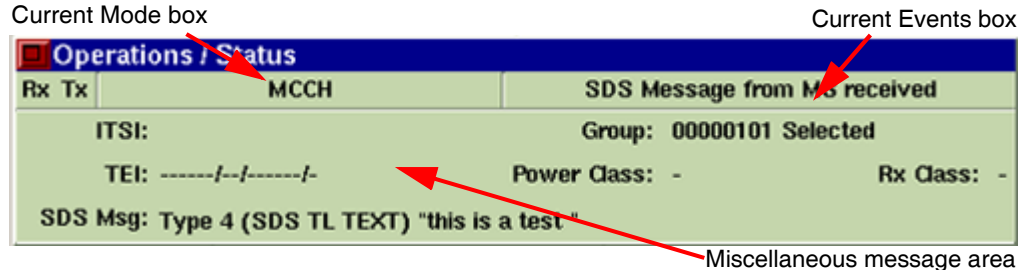 Current Mode box
Current Events box
Operations / Status
Rx Tx MCCH SDS Message from MS received
ITSI: Group: 00000101 Selected
TEI: ------/--/------/- Power Class: - Rx Class: -
SDS Msg: Type 4 (SDS TL TEXT) "this is a test "
Miscellaneous message area